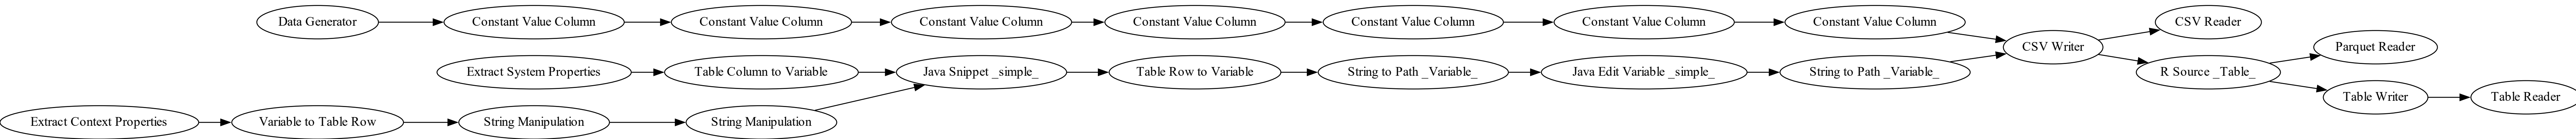 Data Generator
Constant Value Column
Constant Value Column
Constant Value Column
Constant Value Column
Constant Value Column
Constant Value Column
Constant Value Column
CSV Writer
CSV Reader
Extract System Properties
Table Column to Variable
Java Snippet _simple_
Table Row to Variable
String to Path _Variable_
Java Edit Variable _simple_
String to Path _Variable_
R Source _Table_
Parquet Reader
Table Writer
Table Reader
Extract Context Properties
Variable to Table Row
String Manipulation
String Manipulation